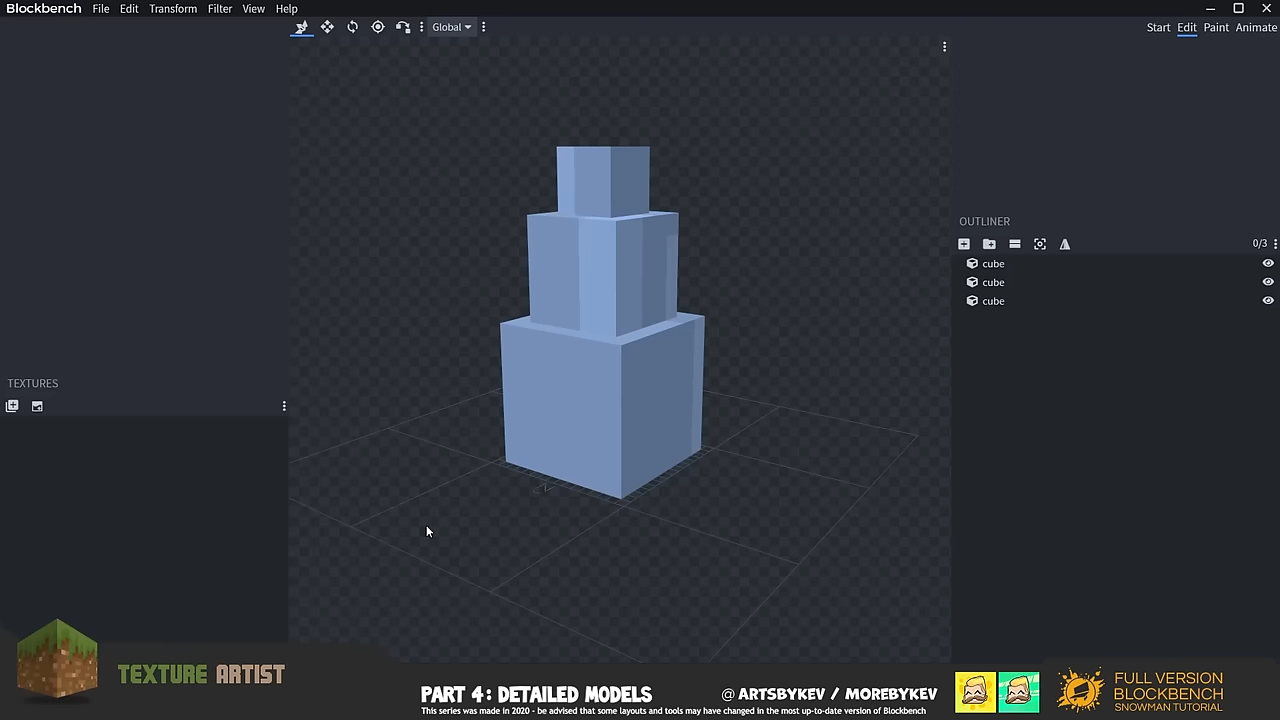 Blockbench File Edit Transform Filter View Help
Global
Start Edit Paint Animate
OUTLINER
0/3
cube
cube
cube
TEXTURES
TEXTURE ARTIST
PART 4: DETAILED MODELS
@ARTSBYKEV / MOREBYKEV
This series was made in 2020 - be advised that some layouts and tools may have changed in the most up-to-date version of Blockbench
FULL VERSION
BLOCKBENCH
SNOWMAN TUTORIAL